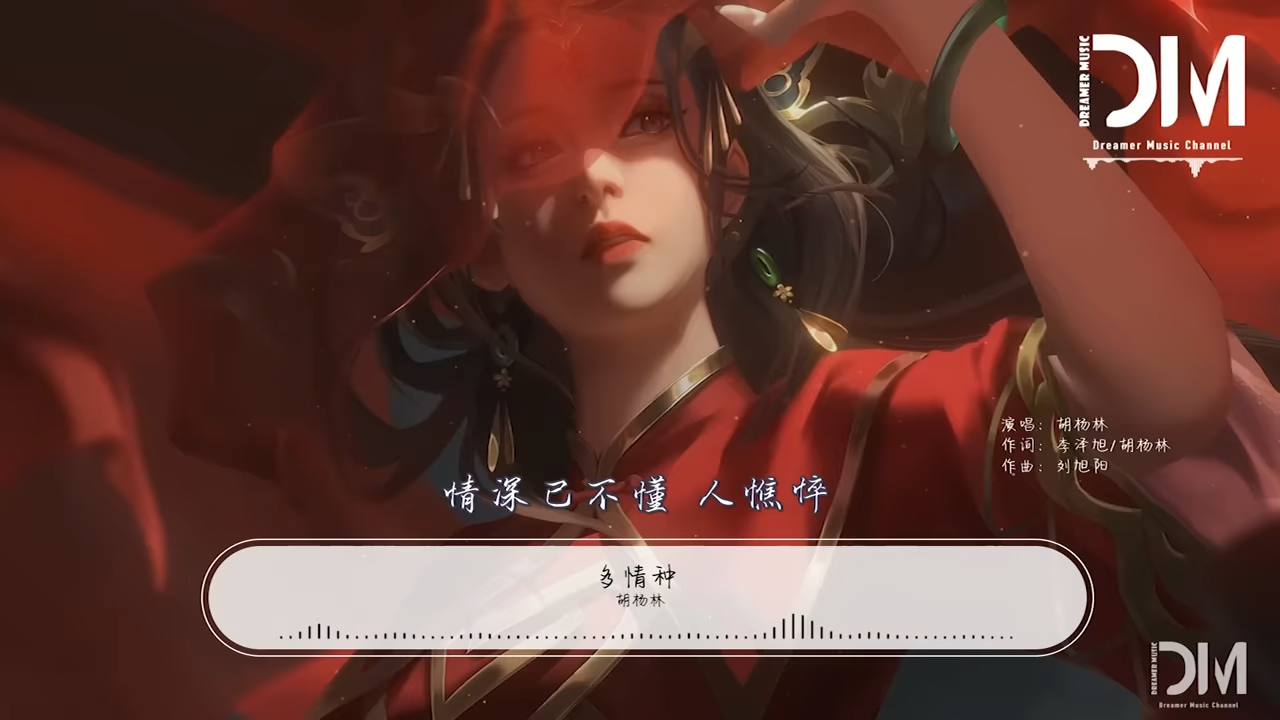 DREAMER MUSIC
DM
Dreamer Music Channel
演唱：胡杨林
作词：李泽旭/胡杨林
作曲：刘旭阳
情深已不懂 人憔悴
多情种
胡杨林
DREAMER MUSIC
DM
Dreamer Music Channel